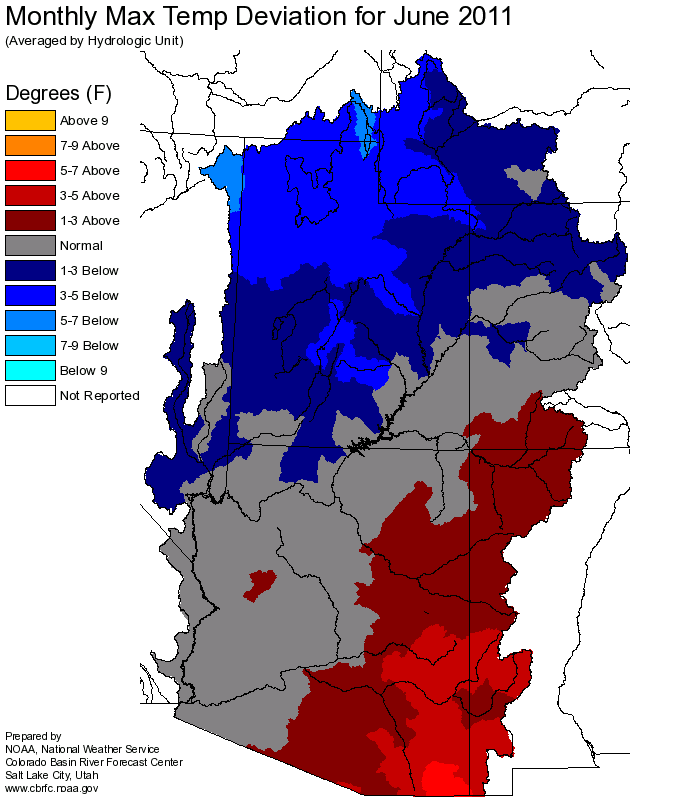 Monthly Max Temp Deviation for June 2011
(Averaged by Hydrologic Unit)
Degrees (F)
Above 9
7-9 Above
5-7 Above
3-5 Above
1-3 Above
Normal
1-3 Below
3-5 Below
5-7 Below
7-9 Below
Below 9
Not Reported
Prepared by
NOAA, National Weather Service
Colorado Basin River Forecast Center
Salt Lake City, Utah
www.cbrfc.noaa.gov